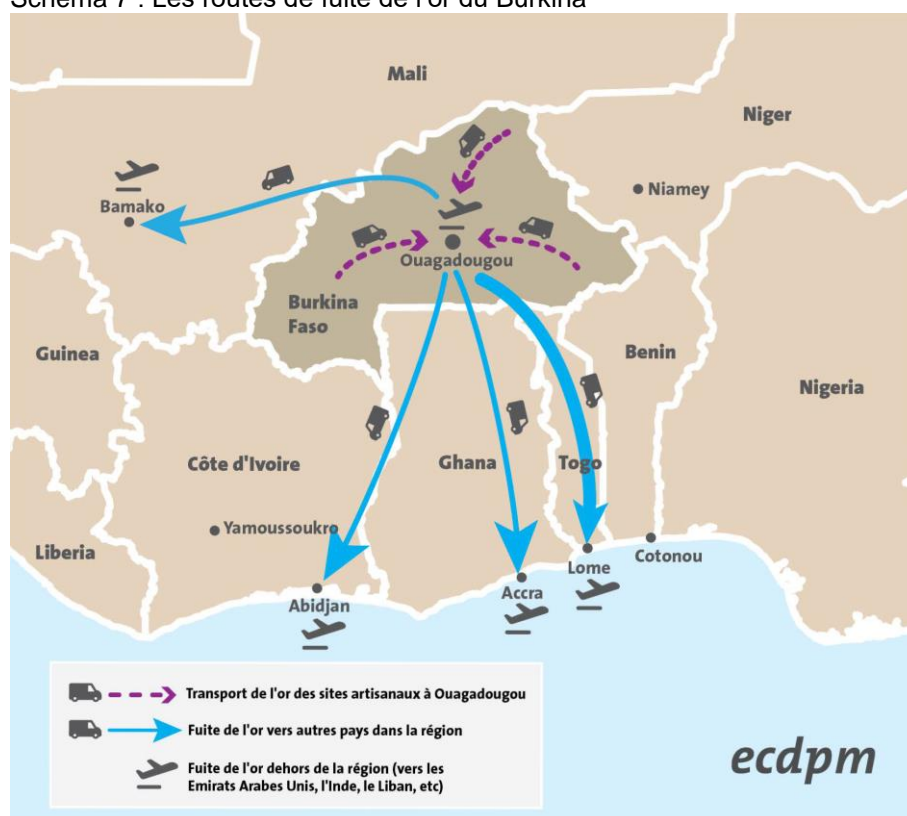 Schéma 7 : Les routes de fuite de l'or du Burkina
Mali
Niger
Bamako
Niamey
Ouagadougou
Burkina
Faso
Guinea
Benin
Nigeria
Côte d'Ivoire
Ghana
Togo
Yamoussoukro
Liberia
Abidjan
Accra
Lome
Cotonou
Transport de l'or des sites artisanaux à Ouagadougou
Fuite de l'or vers autres pays dans la région
Fuite de l'or dehors de la région (vers les
Emirats Arabes Unis, l'Inde, le Liban, etc)
ecdpm